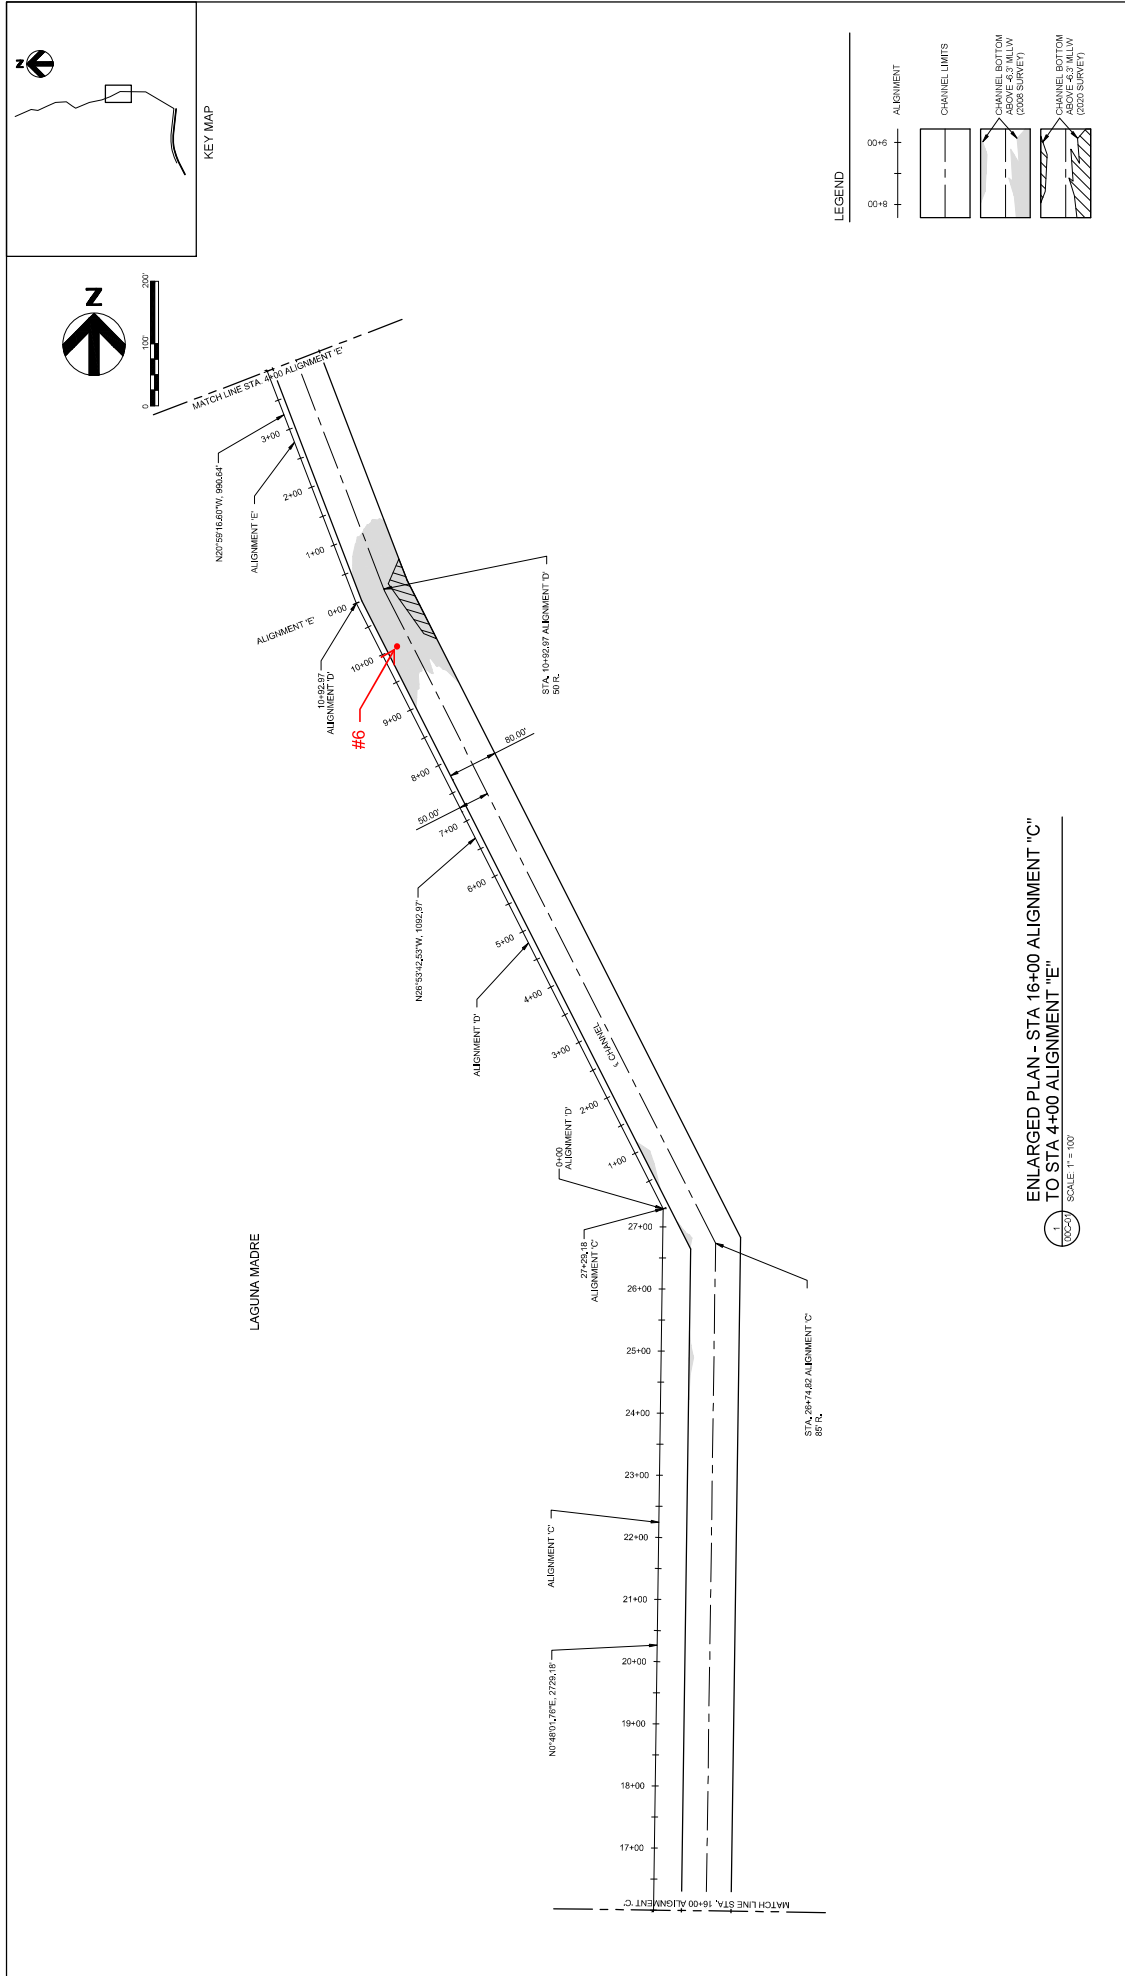 Z
KEY MAP
Z
0
100'
200'
LEGEND
8+00
9+00
ALIGNMENT
CHANNEL LIMITS
CHANNEL BOTTOM
ABOVE -6.3' MLLW
(2008 SURVEY)
CHANNEL BOTTOM
ABOVE -6.3' MLLW
(2020 SURVEY)
MATCH LINE STA. 4+00 ALIGNMENT 'E'
3+00
2+00
1+00
0+00
N20°59'16.60"W, 990.64'
ALIGNMENT 'E'
ALIGNMENT 'E'
10+92.97
ALIGNMENT 'D'
#6
STA. 10+92.97 ALIGNMENT 'D'
50 R.
10+00
9+00
8+00
7+00
6+00
5+00
4+00
3+00
2+00
1+00
80.00'
50.00'
N26°53'42.53"W, 1092.97'
ALIGNMENT 'D'
CHANNEL
0+00
ALIGNMENT 'D'
27+29.18
ALIGNMENT 'C'
LAGUNA MADRE
27+00
26+00
25+00
24+00
23+00
22+00
21+00
20+00
19+00
18+00
17+00
STA. 26+74.82 ALIGNMENT 'C'
85' R.
ALIGNMENT 'C'
N0°48'01.76"E, 2729.18'
MATCH LINE STA. 16+00 ALIGNMENT 'C'
1
00C-01
ENLARGED PLAN - STA 16+00 ALIGNMENT "C"
TO STA 4+00 ALIGNMENT "E"
SCALE: 1" = 100'